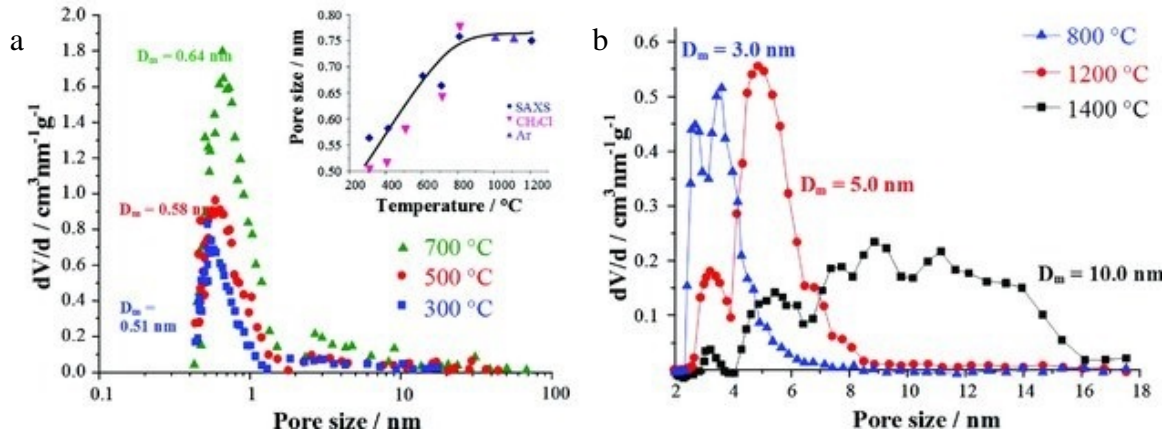 a
dV/d / cm³nm⁻¹g⁻¹
2.0
1.8
1.6
1.4
1.2
1.0
0.8
0.6
0.4
0.2
0.0
0.1
1
10
100
Pore size / nm
Dₘ = 0.64 nm
Dₘ = 0.58 nm
Dₘ =
0.51 nm
700 °C
500 °C
300 °C
Pore size / nm
0.80
0.75
0.70
0.65
0.60
0.55
0.50
200
400
600
800
1000
1200
Temperature / °C
SAXS
CH₃Cl
Ar
b
dV/d / cm³nm⁻¹g⁻¹
0.6
0.5
0.4
0.3
0.2
0.1
2
4
6
8
10
12
14
16
18
Pore size / nm
Dₘ = 3.0 nm
Dₘ = 5.0 nm
Dₘ = 10.0 nm
800 °C
1200 °C
1400 °C